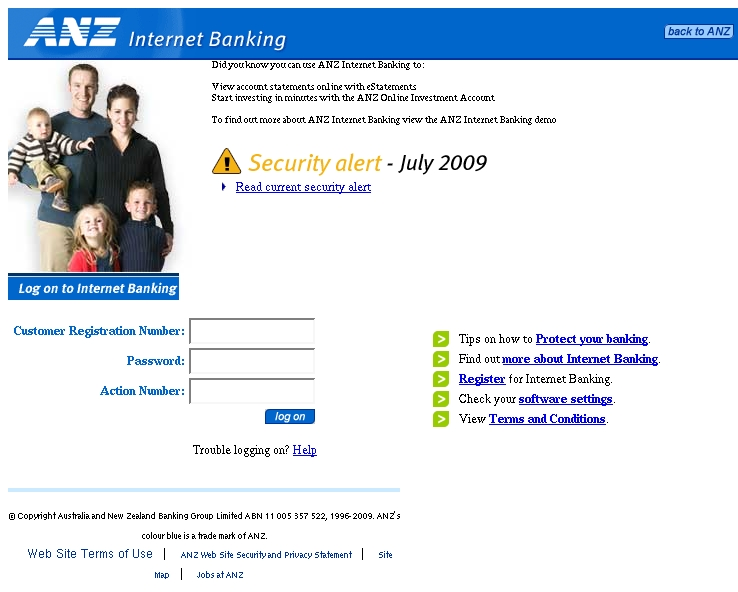 ANZ Internet Banking
back to ANZ
Did you know you can use ANZ Internet Banking to:
View account statements online with eStatements
Start investing in minutes with the ANZ Online Investment Account
To find out more about ANZ Internet Banking view the ANZ Internet Banking demo
Security alert - July 2009
Read current security alert
Log on to Internet Banking
Customer Registration Number:
Password:
Action Number:
log on
Trouble logging on? Help
Tips on how to Protect your banking.
Find out more about Internet Banking.
Register for Internet Banking.
Check your software settings.
View Terms and Conditions.
© Copyright Australia and New Zealand Banking Group Limited ABN 11 005 357 522, 1996-2009. ANZ's
colour blue is a trade mark of ANZ.
Web Site Terms of Use | ANZ Web Site Security and Privacy Statement | Site
Map | Jobs at ANZ